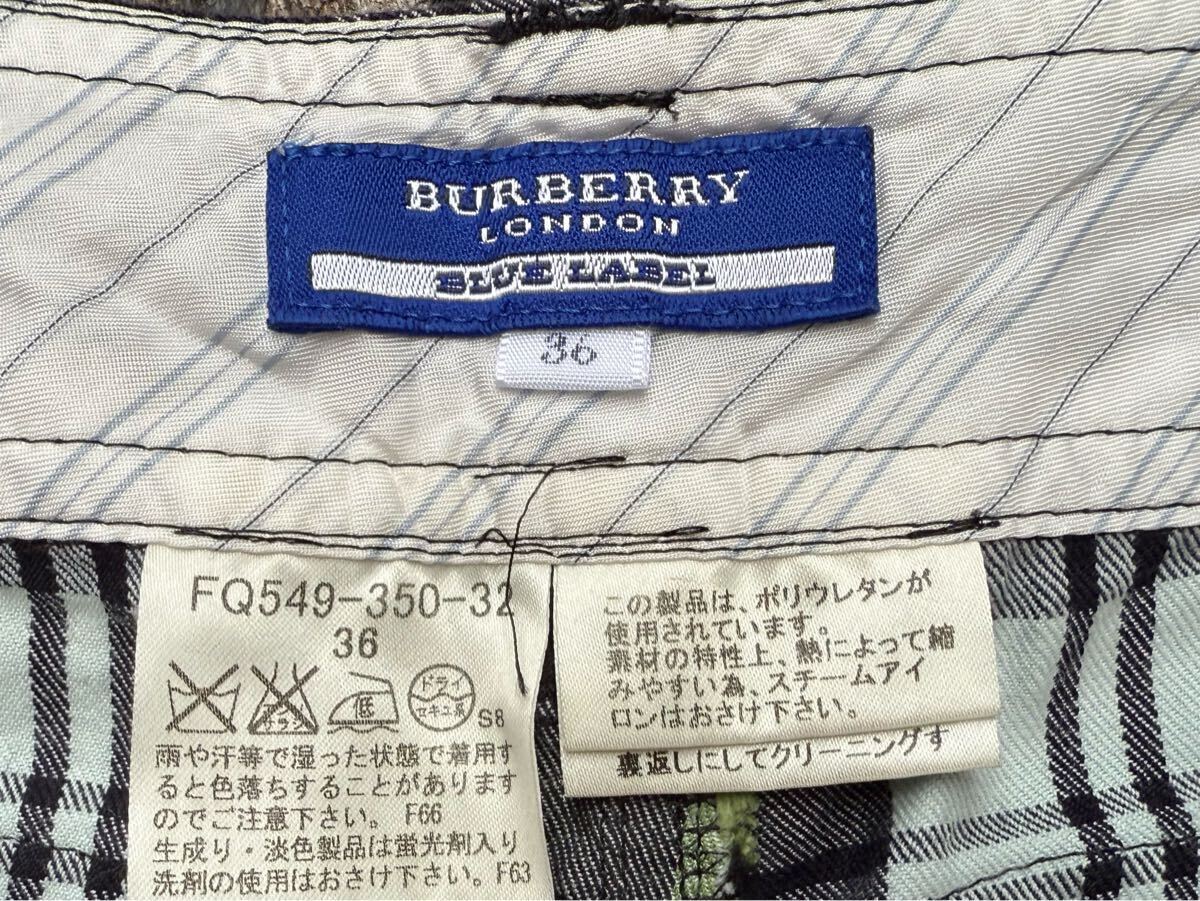 BURBERRY
LONDON
BLUE LABEL
36
FQ549-350-32
36
低
ドライ
セキユ系
S8
雨や汗等で湿った状態で着用す
ると色落ちすることがあります
のでご注意下さい。 F66
生成り・淡色製品は蛍光剤入り
洗剤の使用はおさけ下さい。F63
この製品は、ポリウレタンが
使用されています。
素材の特性上、熱によって縮
みやすい為、スチームアイ
ロンはおさけ下さい。
裏返しにしてクリーニングす